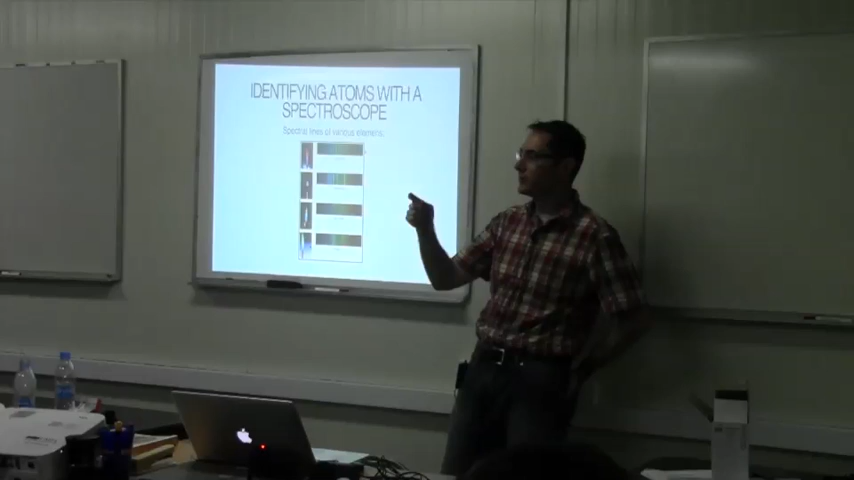 IDENTIFYING ATOMS WITH A
SPECTROSCOPE
Spectral lines of various elements.